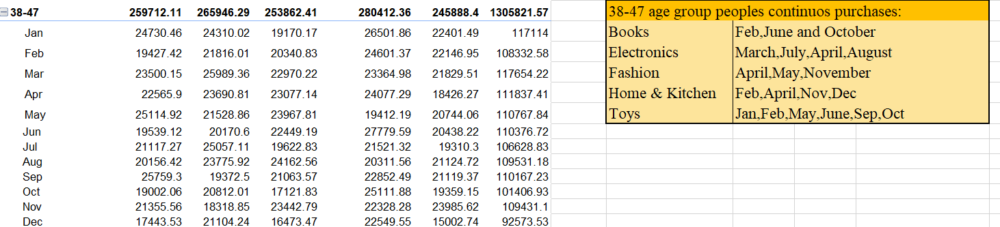 38-47 259712.11 265946.29 253862.41 280412.36 245888.4 1305821.57
Jan 24730.46 24310.02 19170.17 26501.86 22401.49 117114
Feb 19427.42 21816.01 20340.83 24601.37 22146.95 108332.58
Mar 23500.15 25989.36 22970.22 23364.98 21829.51 117654.22
Apr 22565.9 23690.81 23077.14 24077.29 18426.27 111837.41
May 25114.92 21528.86 23967.81 19412.19 20744.06 110767.84
Jun 19539.12 20170.6 22449.19 27779.59 20438.22 110376.72
Jul 21117.27 25057.11 19622.83 21521.32 19310.3 106628.83
Aug 20156.42 23775.92 24162.56 20311.56 21124.72 109531.18
Sep 25759.3 19372.5 21063.57 22852.49 21119.37 110167.23
Oct 19002.06 20812.01 17121.83 25111.88 19359.15 101406.93
Nov 21355.56 18318.85 23442.79 22328.28 23985.62 109431.1
Dec 17443.53 21104.24 16473.47 22549.55 15002.74 92573.53
38-47 age group peoples continuos purchases:
Books Feb,June and October
Electronics March,July,April,August
Fashion April,May,November
Home & Kitchen Feb,April,Nov,Dec
Toys Jan,Feb,May,June,Sep,Oct